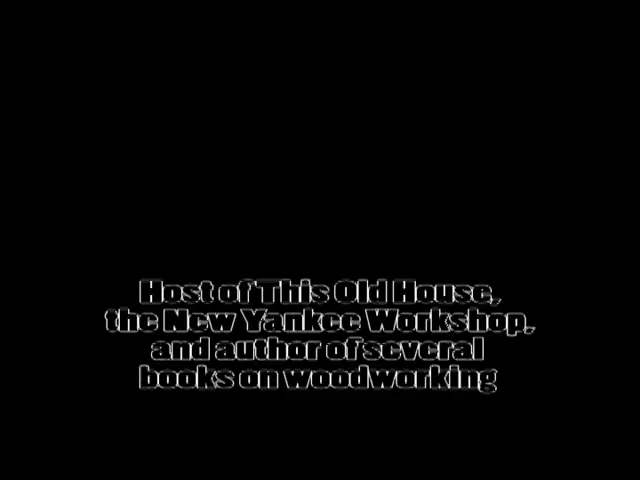 Host of This Old House,
the New Yankee Workshop,
and author of several
books on woodworking